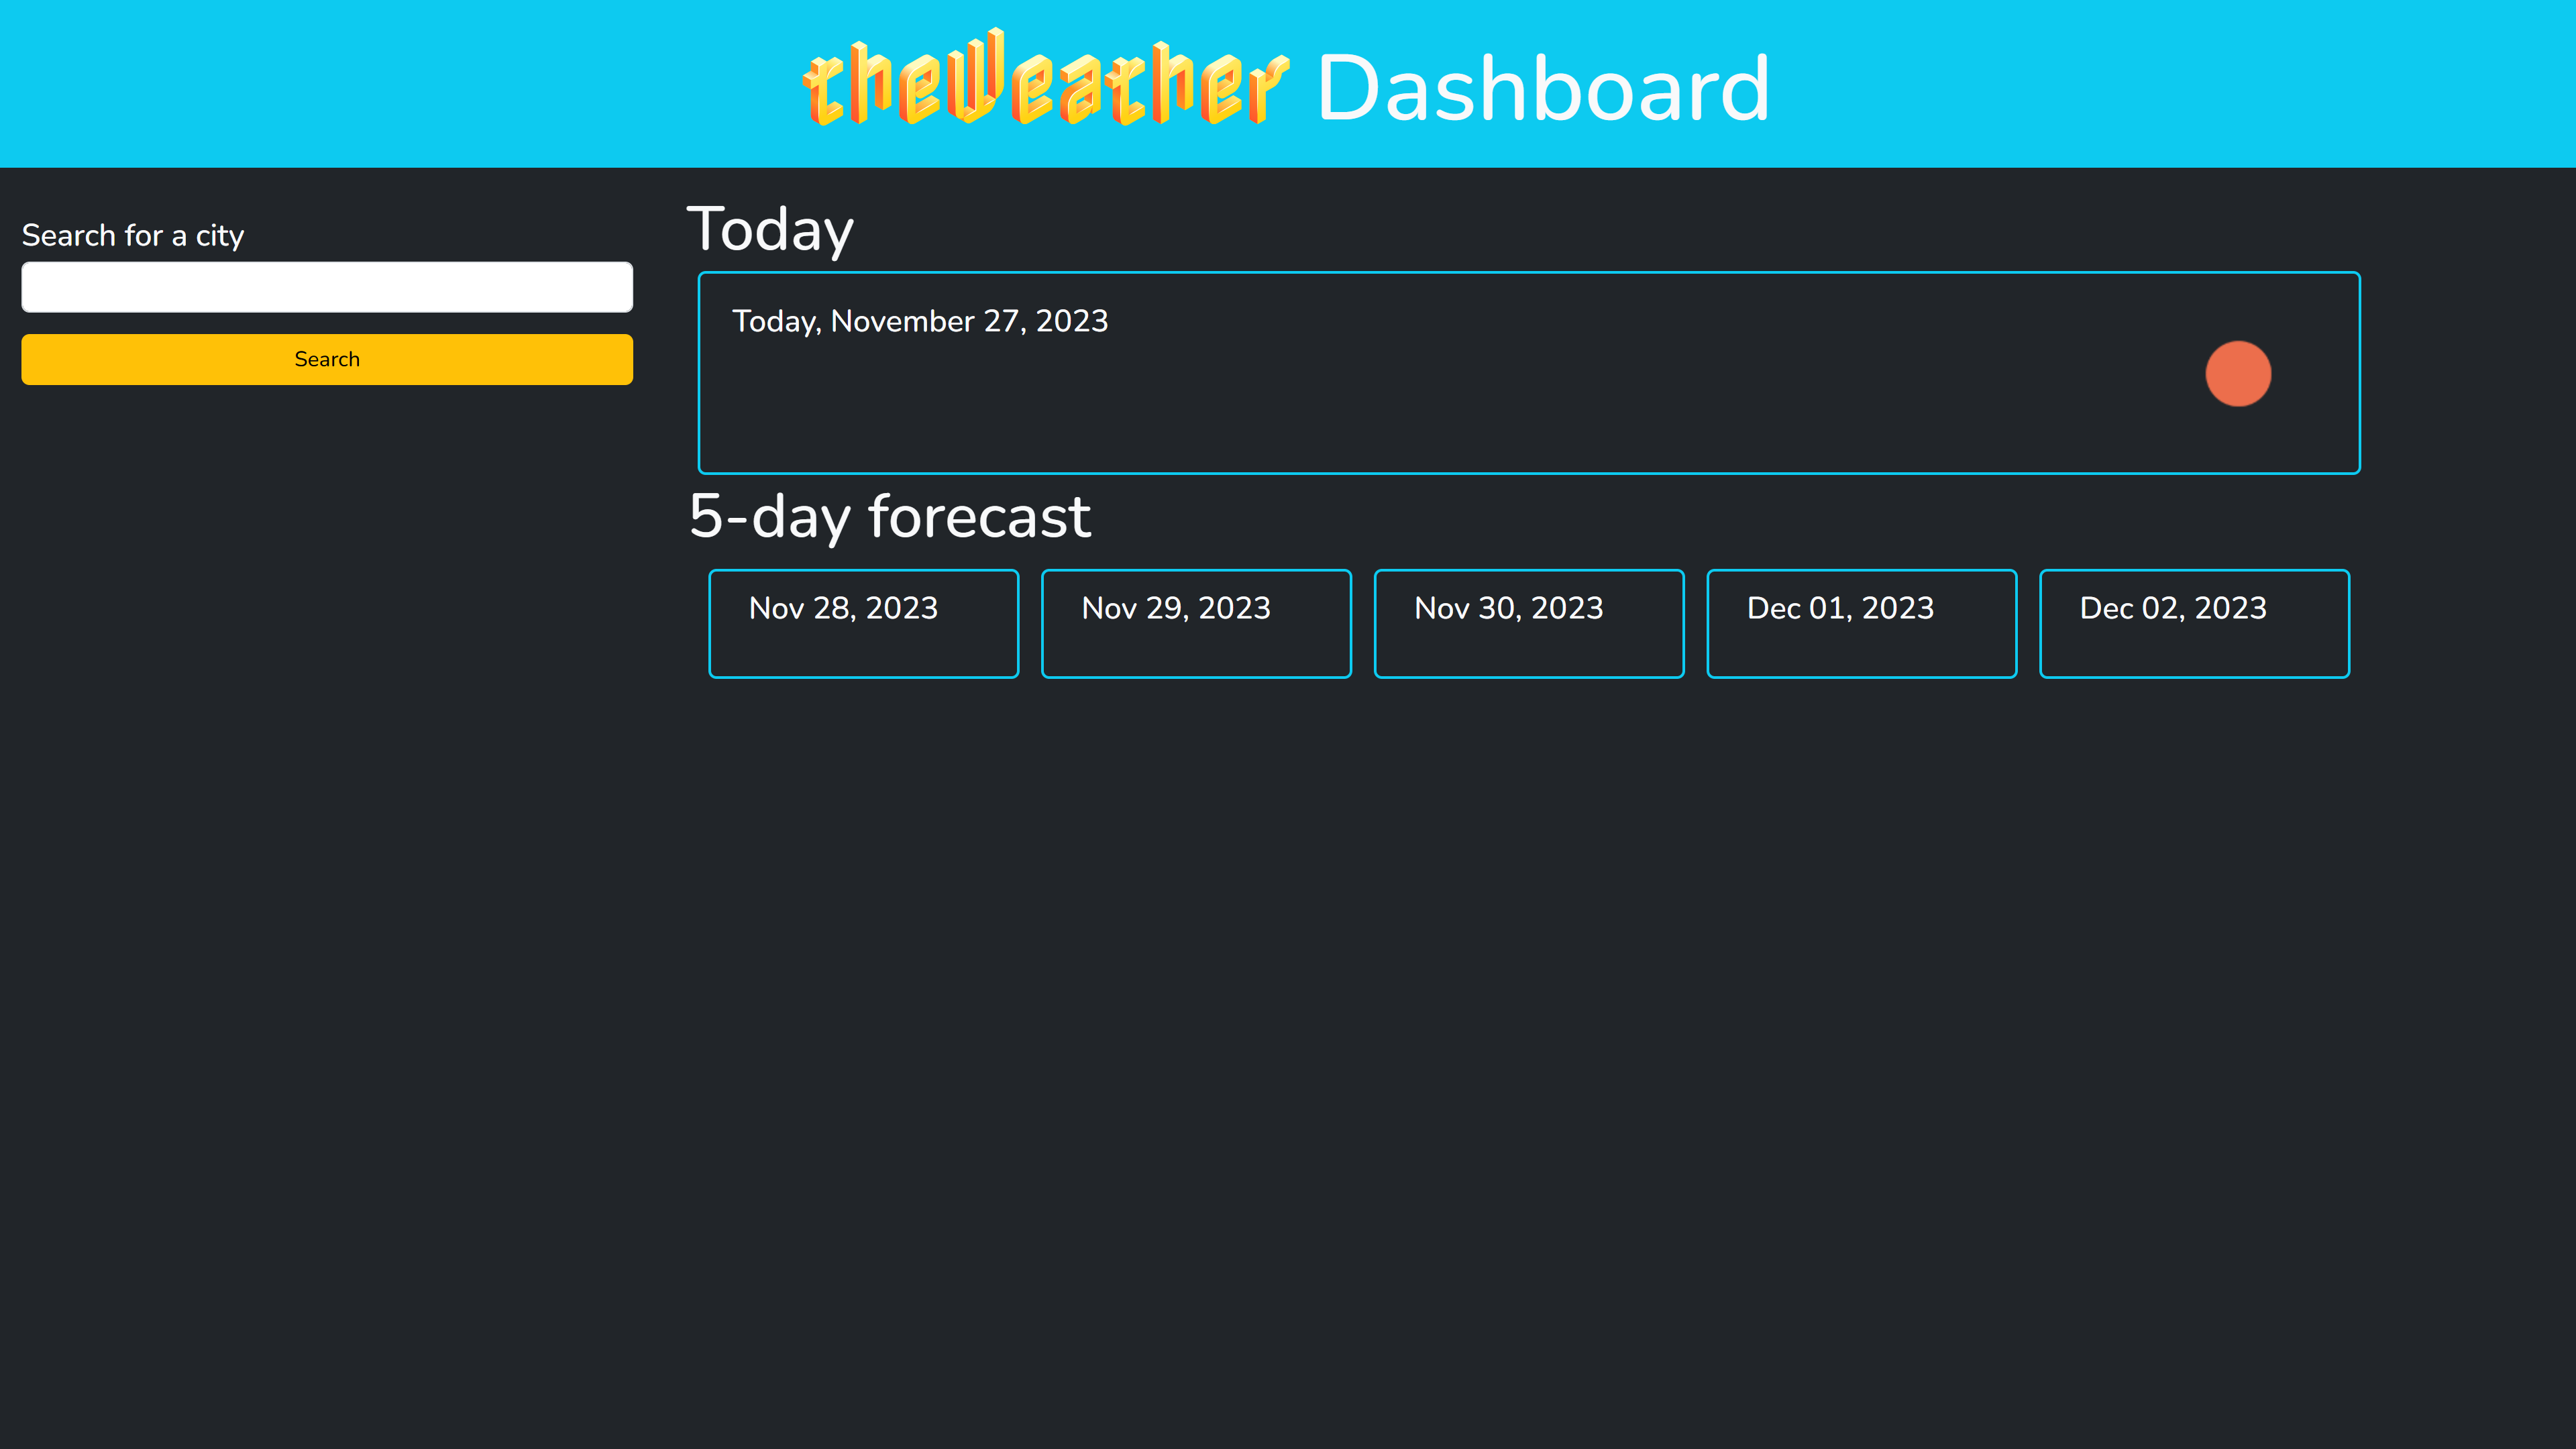 theWeather Dashboard
Search for a city
Search
Today
Today, November 27, 2023
5-day forecast
Nov 28, 2023
Nov 29, 2023
Nov 30, 2023
Dec 01, 2023
Dec 02, 2023